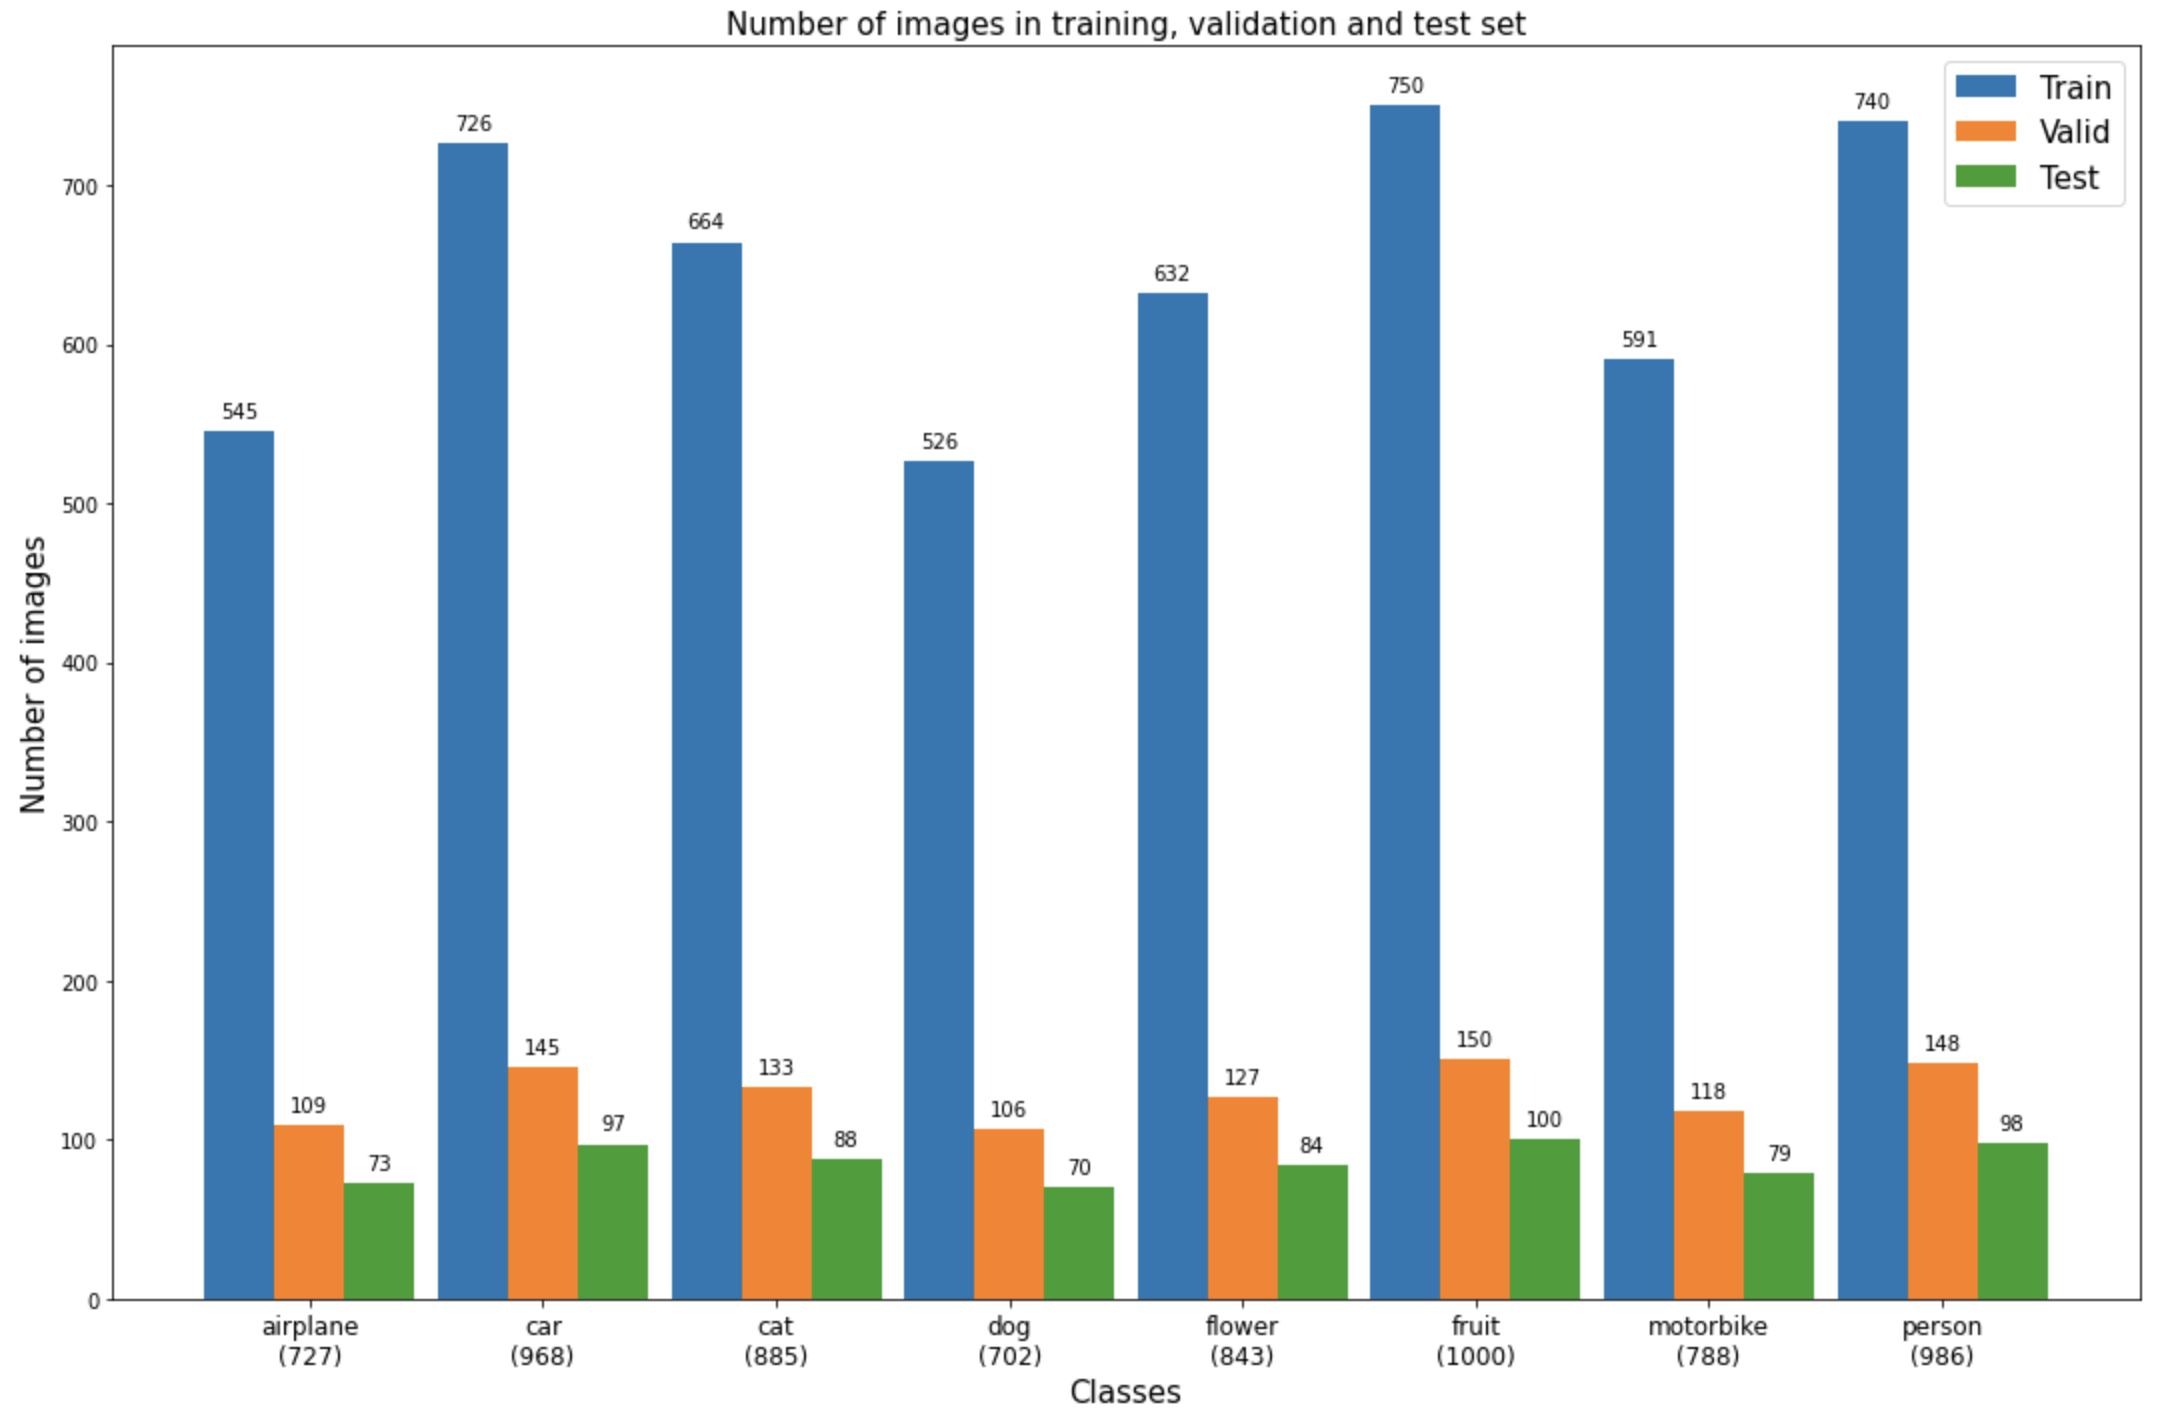 Number of images in training, validation and test set
Train
Valid
Test
Number of images
700
600
500
400
300
200
100
0
545
109
73
726
145
97
664
133
88
526
106
70
632
127
84
750
150
100
591
118
79
740
148
98
airplane
(727)
car
(968)
cat
(885)
dog
(702)
flower
(843)
fruit
(1000)
motorbike
(788)
person
(986)
Classes